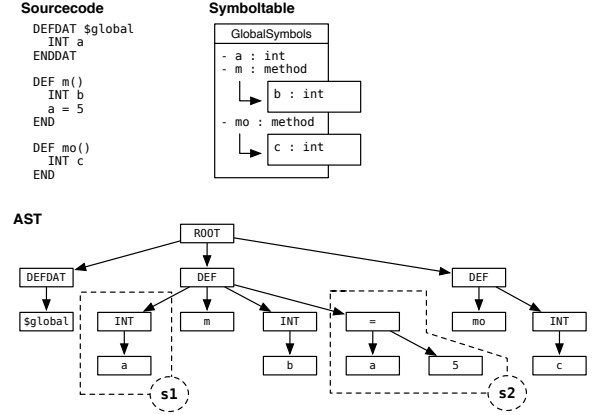 Sourcecode
DEFDAT $global
INT a
ENDDAT
DEF m()
INT b
a = 5
END
DEF mo()
INT c
END
Symboltable
GlobalSymbols
- a : int
- m : method
b : int
- mo : method
c : int
AST
ROOT
DEFDAT DEF DEF
$global INT m INT = mo INT
a b a 5 c
s1 s2